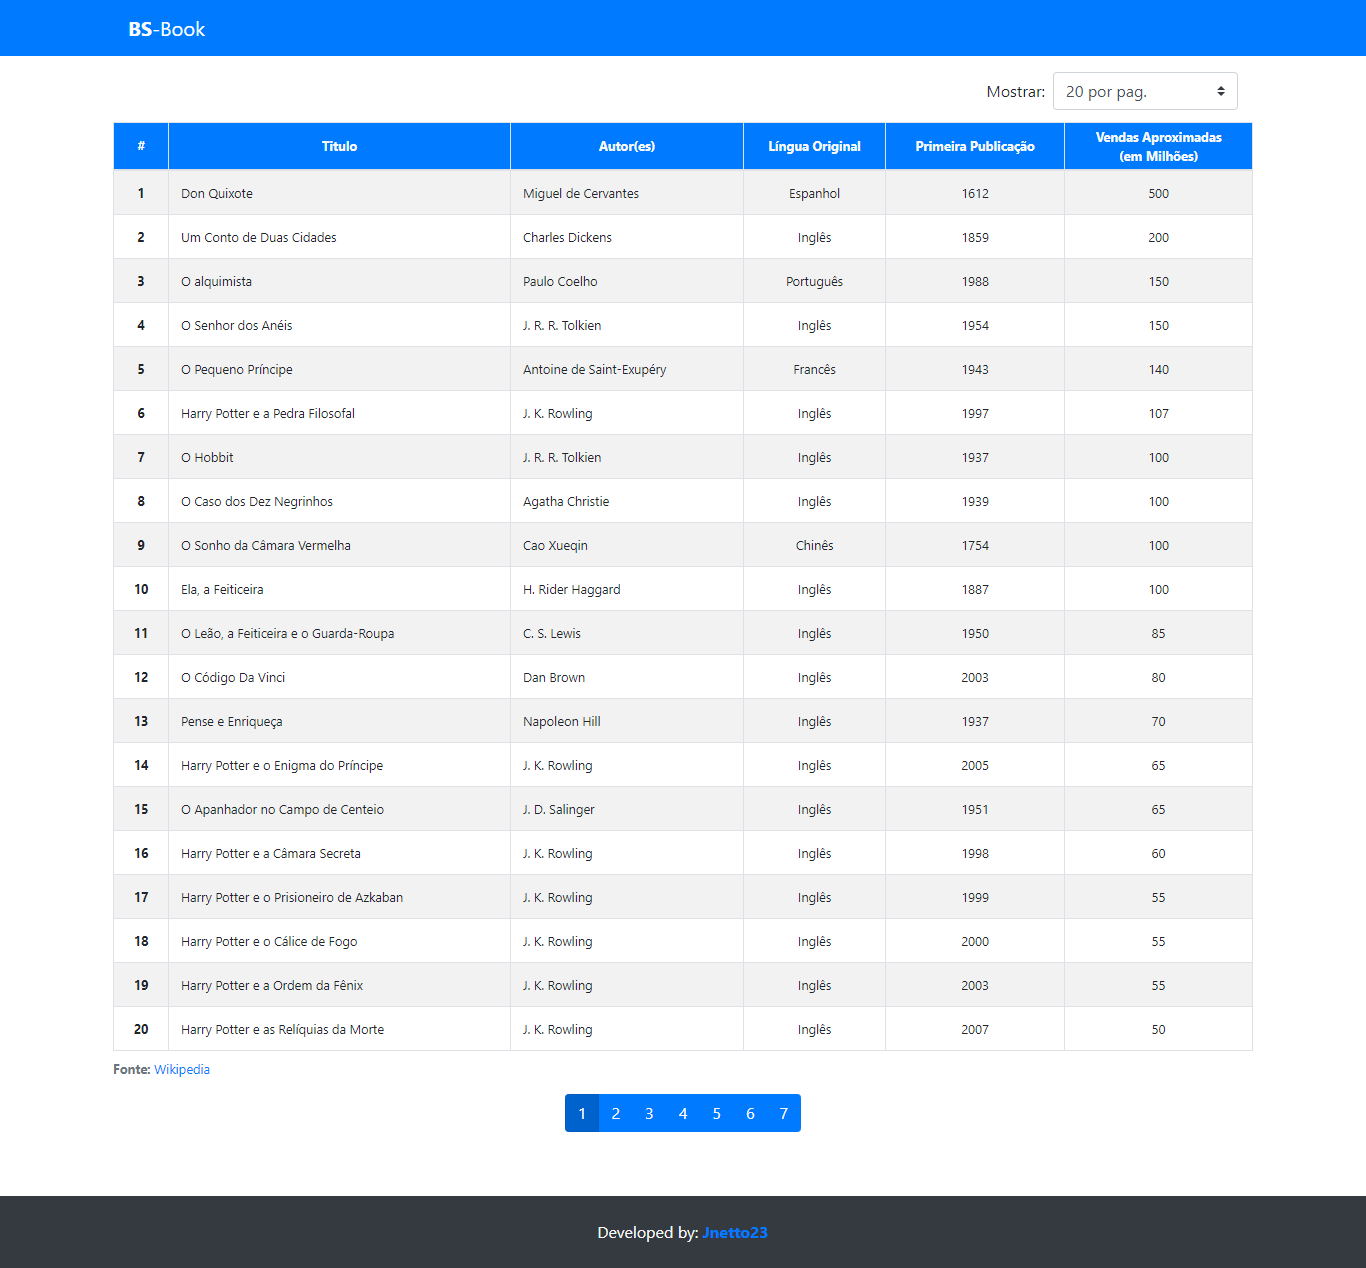 BS-Book
Mostrar: 20 por pag.
# Título Autor(es) Língua Original Primeira Publicação Vendas Aproximadas
(em Milhões)
1 Don Quixote Miguel de Cervantes Espanhol 1612 500
2 Um Conto de Duas Cidades Charles Dickens Inglês 1859 200
3 O alquimista Paulo Coelho Português 1988 150
4 O Senhor dos Anéis J. R. R. Tolkien Inglês 1954 150
5 O Pequeno Príncipe Antoine de Saint-Exupéry Francês 1943 140
6 Harry Potter e a Pedra Filosofal J. K. Rowling Inglês 1997 107
7 O Hobbit J. R. R. Tolkien Inglês 1937 100
8 O Caso dos Dez Negrinhos Agatha Christie Inglês 1939 100
9 O Sonho da Câmara Vermelha Cao Xueqin Chinês 1754 100
10 Ela, a Feiticeira H. Rider Haggard Inglês 1887 100
11 O Leão, a Feiticeira e o Guarda-Roupa C. S. Lewis Inglês 1950 85
12 O Código Da Vinci Dan Brown Inglês 2003 80
13 Pense e Enriqueça Napoleon Hill Inglês 1937 70
14 Harry Potter e o Enigma do Príncipe J. K. Rowling Inglês 2005 65
15 O Apanhador no Campo de Centeio J. D. Salinger Inglês 1951 65
16 Harry Potter e a Câmara Secreta J. K. Rowling Inglês 1998 60
17 Harry Potter e o Prisioneiro de Azkaban J. K. Rowling Inglês 1999 55
18 Harry Potter e o Cálice de Fogo J. K. Rowling Inglês 2000 55
19 Harry Potter e a Ordem da Fênix J. K. Rowling Inglês 2003 55
20 Harry Potter e as Relíquias da Morte J. K. Rowling Inglês 2007 50
Fonte: Wikipedia
1 2 3 4 5 6 7
Developed by: Jnetto23